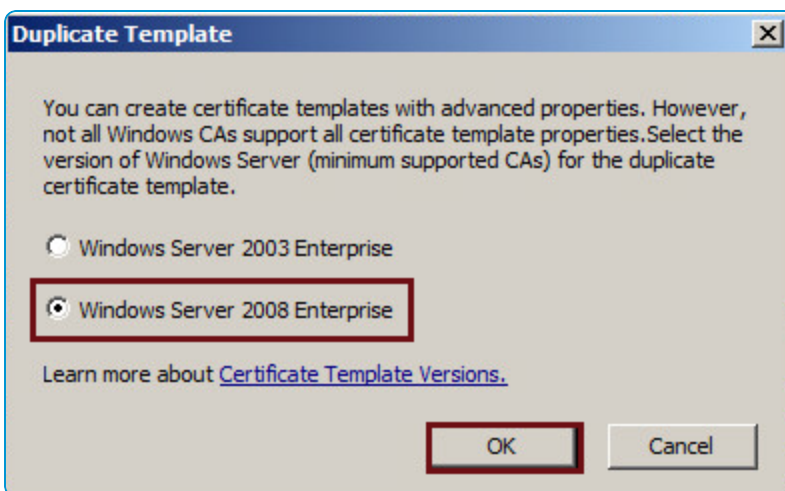 Duplicate Template
You can create certificate templates with advanced properties. However,
not all Windows CAs support all certificate template properties.Select the
version of Windows Server (minimum supported CAs) for the duplicate
certificate template.
Windows Server 2003 Enterprise
Windows Server 2008 Enterprise
Learn more about Certificate Template Versions.
OK Cancel